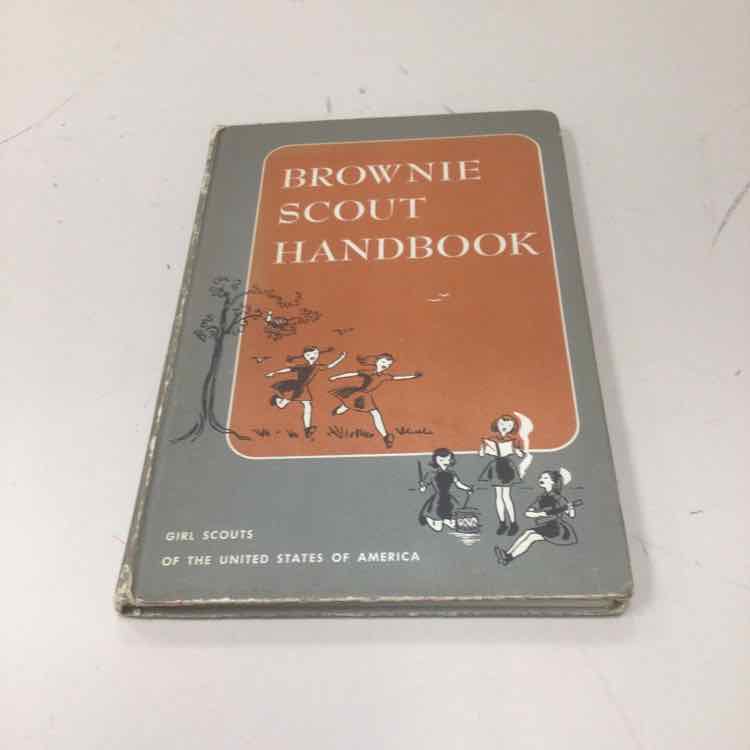 BROWNIE
SCOUT
HANDBOOK
GIRL SCOUTS
OF THE UNITED STATES OF AMERICA